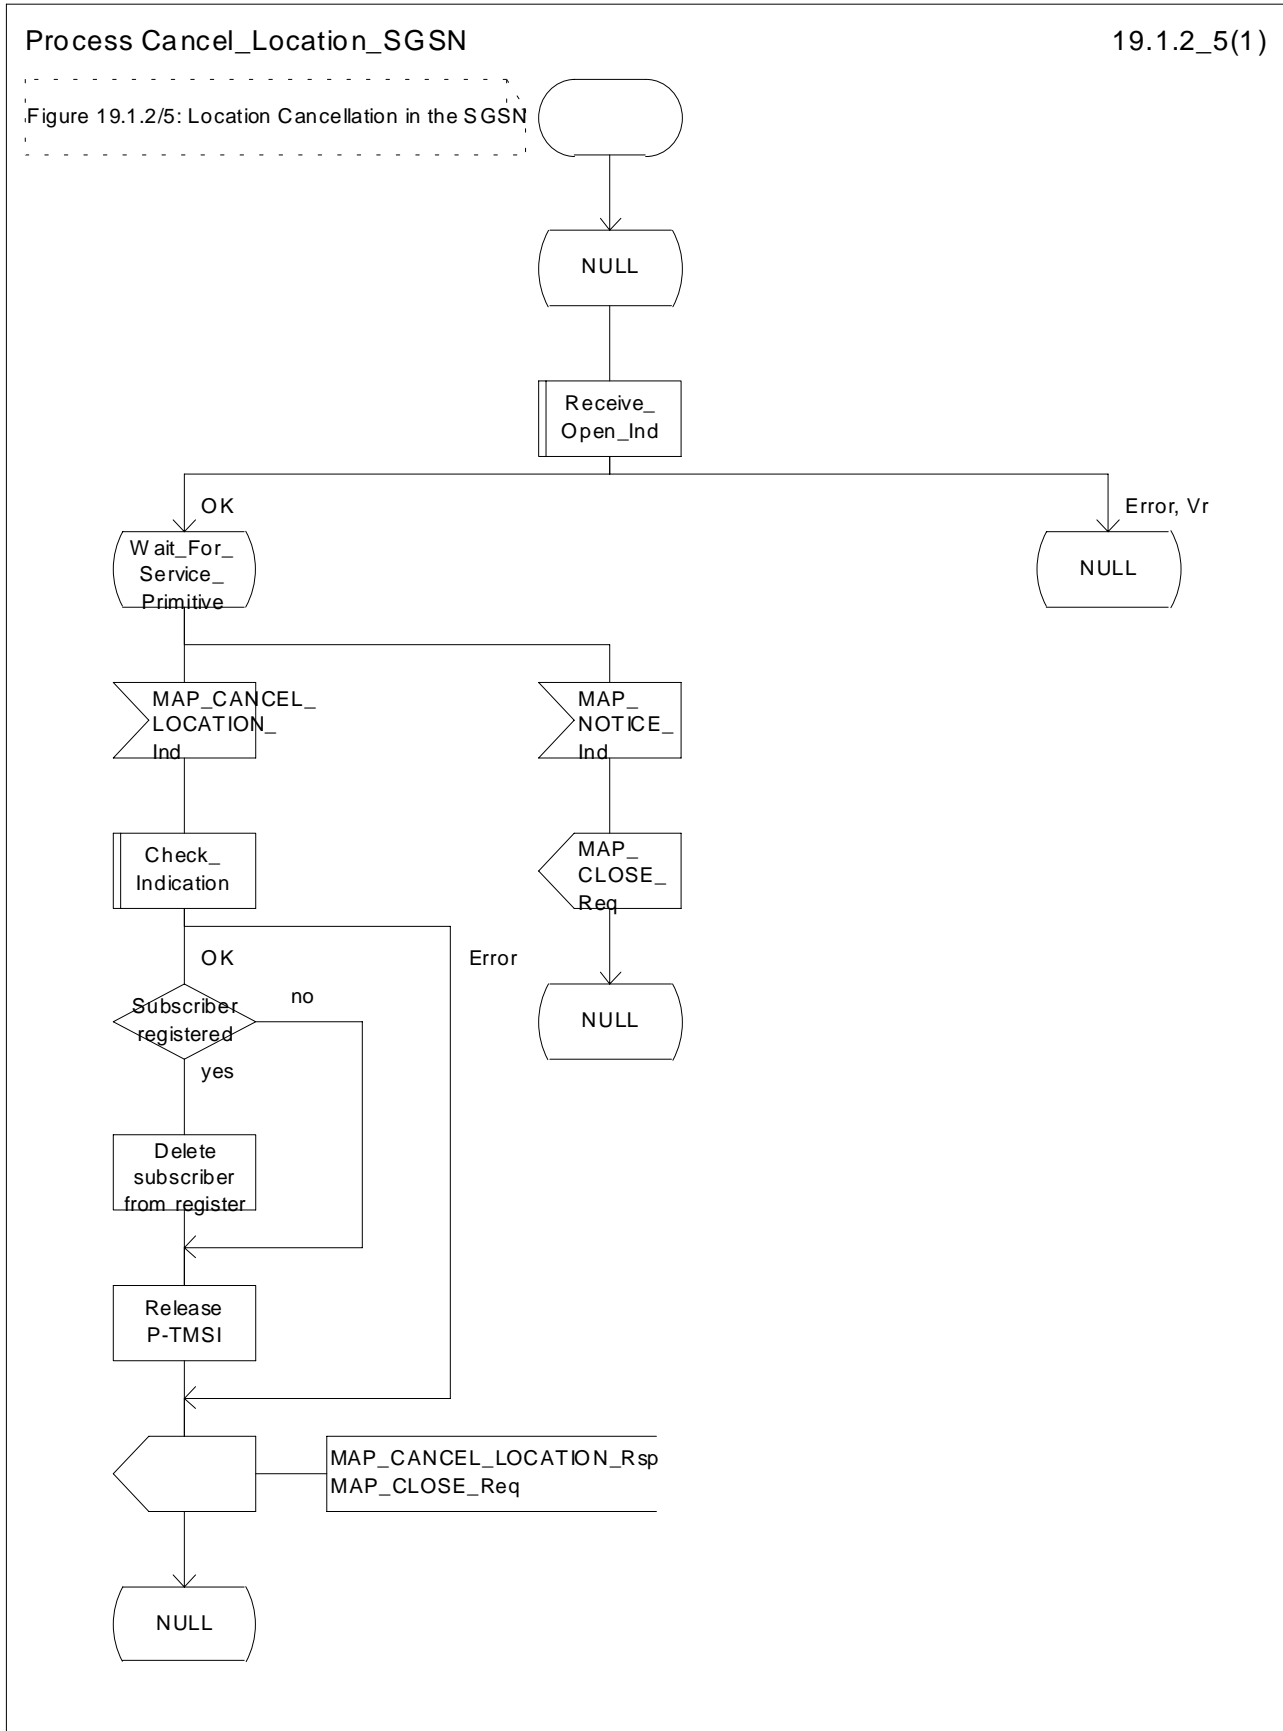 Process Cancel_Location_SGSN
19.1.2_5(1)
Figure 19.1.2/5: Location Cancellation in the SGSN
NULL
Receive_
Open_Ind
OK
Error, Vr
Wait_For_
Service_
Primitive
NULL
MAP_CANCEL_
LOCATION_
Ind
MAP_
NOTICE_
Ind
Check_
Indication
MAP_
CLOSE_
Req
OK
Error
Subscriber
registered
no
yes
NULL
Delete
subscriber
from register
Release
P-TMSI
MAP_CANCEL_LOCATION_Rsp
MAP_CLOSE_Req
NULL